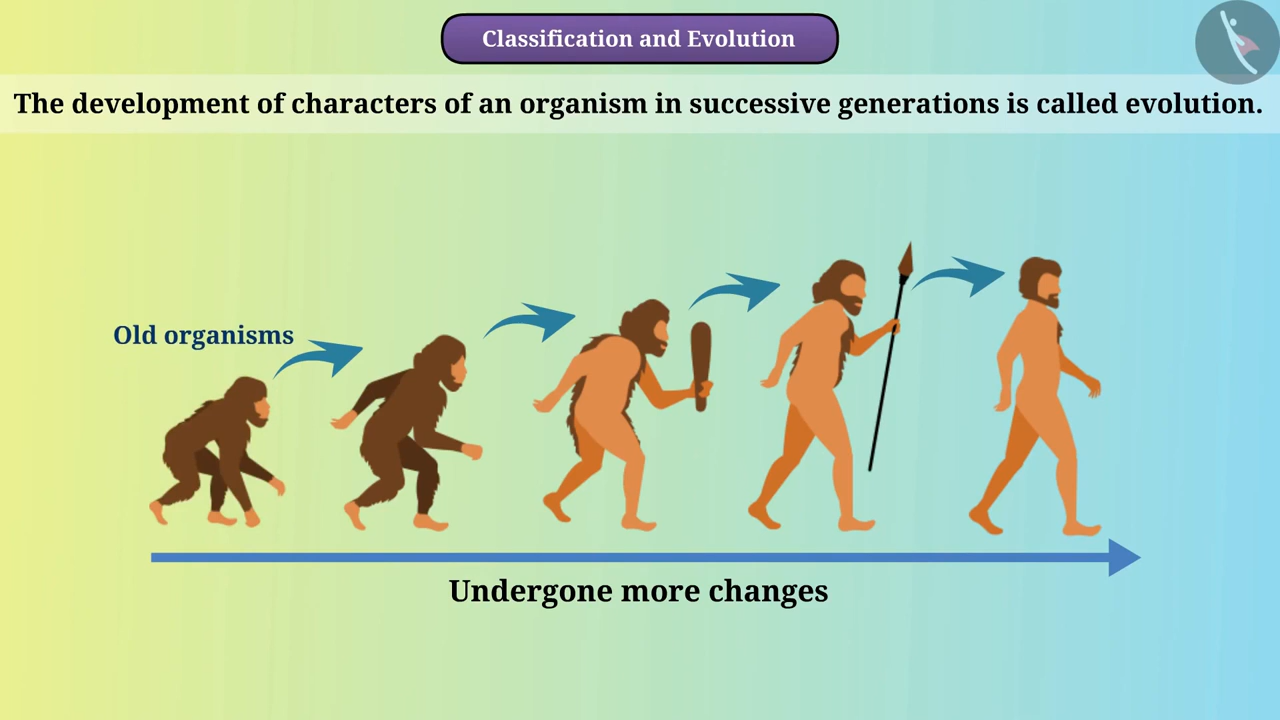 Classification and Evolution
The development of characters of an organism in successive generations is called evolution.
Old organisms
Undergone more changes